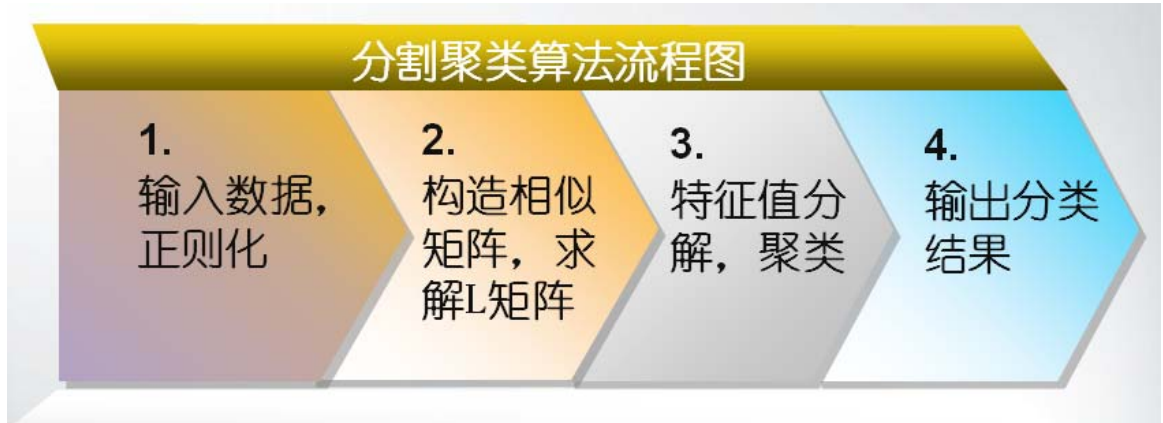 分割聚类算法流程图
1.
输入数据，
正则化
2.
构造相似
矩阵，求
解L矩阵
3.
特征值分
解，聚类
4.
输出分类
结果